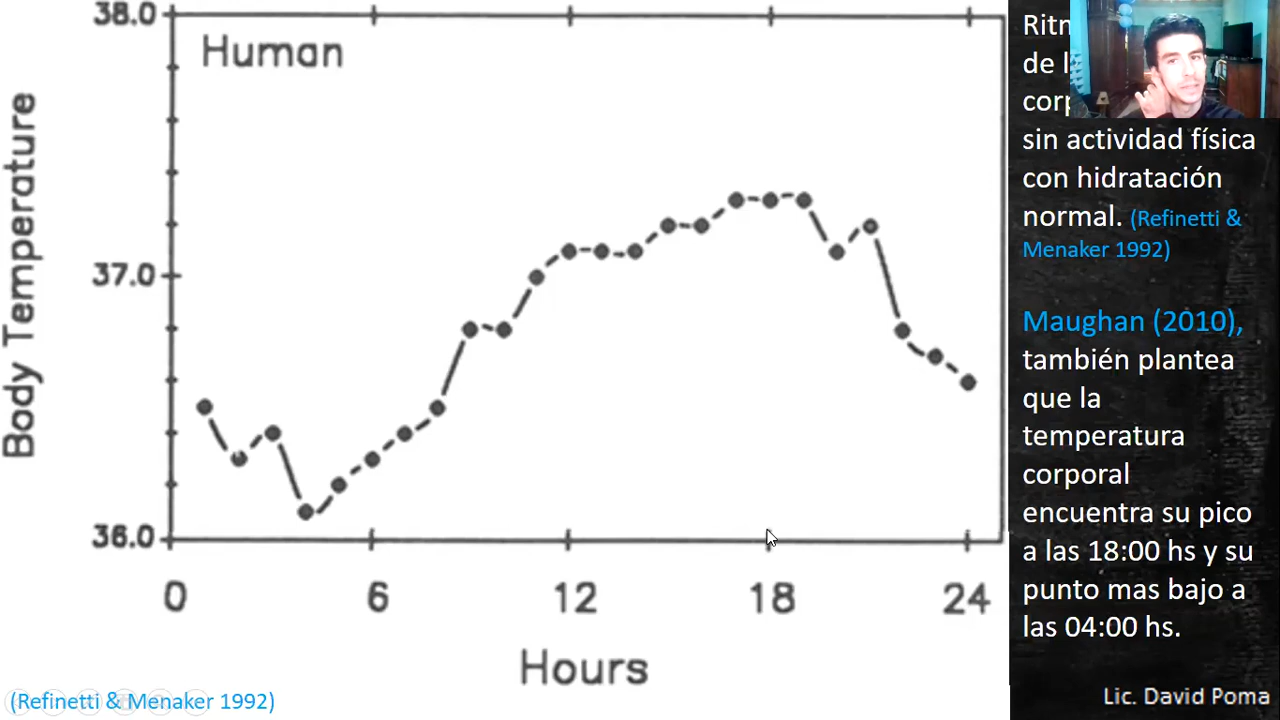 38.0
Human
Body Temperature
37.0
36.0
0 6 12 18 24
Hours
(Refinetti & Menaker 1992)
de
sin actividad física
con hidratación
normal. (Refinetti &
Menaker 1992)
Maughan (2010),
también plantea
que la
temperatura
corporal
encuentra su pico
a las 18:00 hs y su
punto mas bajo a
las 04:00 hs.
Lic. David Poma